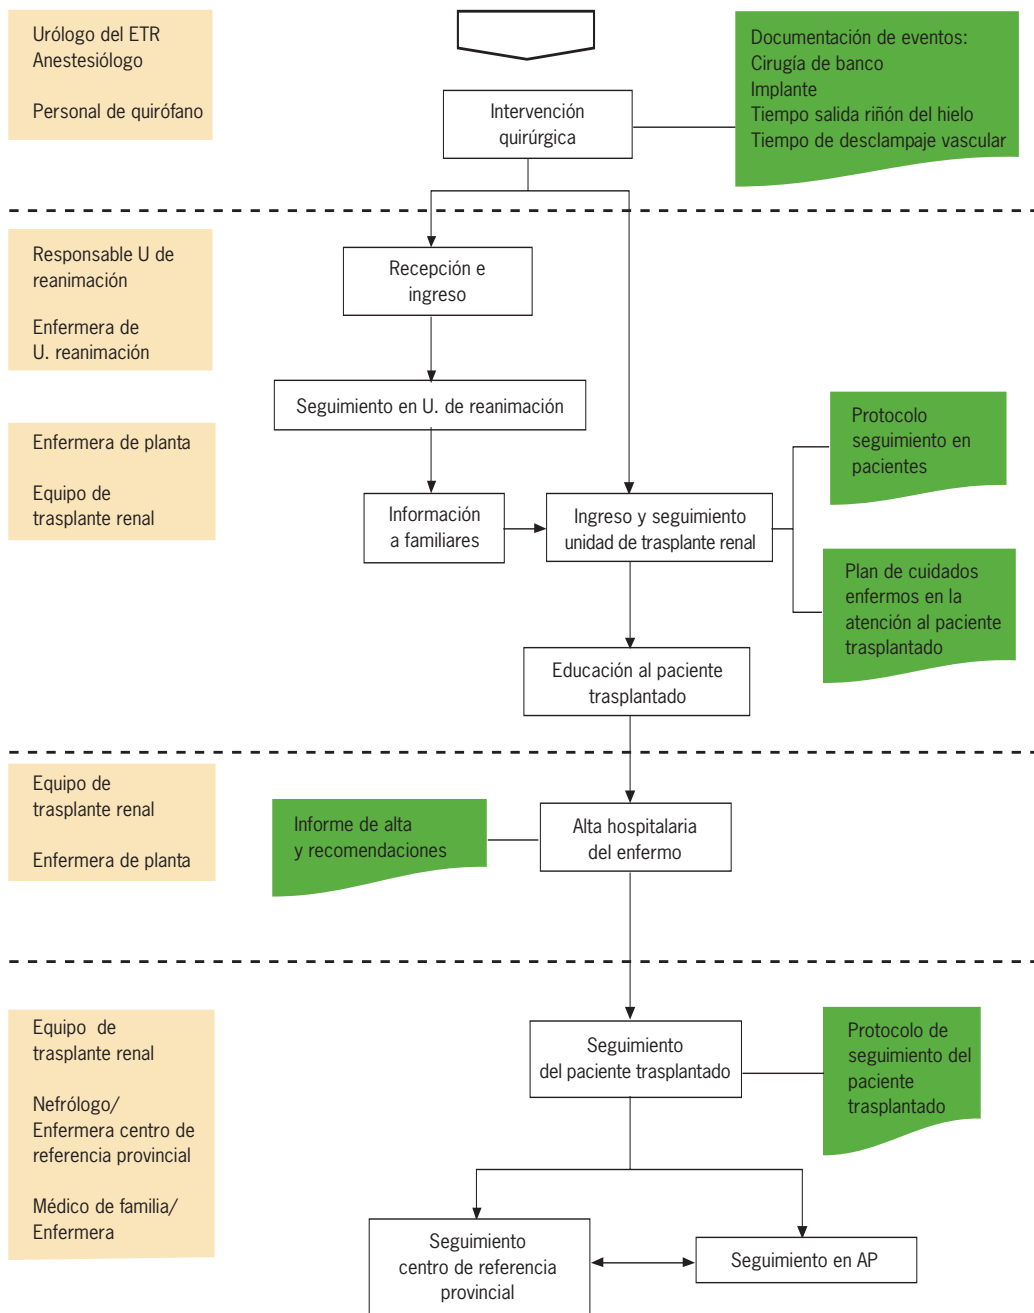 Urólogo del ETR
Anestesiólogo
Personal de quirófano
Intervención
quirúrgica
Documentación de eventos:
Cirugía de banco
Implante
Tiempo salida riñón del hielo
Tiempo de desclampaje vascular
Responsable U de
reanimación
Enfermera de
U. reanimación
Recepción e
ingreso
Seguimiento en U. de reanimación
Enfermera de planta
Equipo de
trasplante renal
Información
a familiares
Ingreso y seguimiento
unidad de trasplante renal
Protocolo
seguimiento en
pacientes
Plan de cuidados
enfermos en la
atención al paciente
trasplantado
Educación al paciente
trasplantado
Equipo de
trasplante renal
Enfermera de planta
Informe de alta
y recomendaciones
Alta hospitalaria
del enfermo
Equipo de
trasplante renal
Nefrólogo/
Enfermera centro de
referencia provincial
Médico de familia/
Enfermera
Seguimiento
del paciente trasplantado
Protocolo de
seguimiento del
paciente
trasplantado
Seguimiento
centro de referencia
provincial
Seguimiento en AP